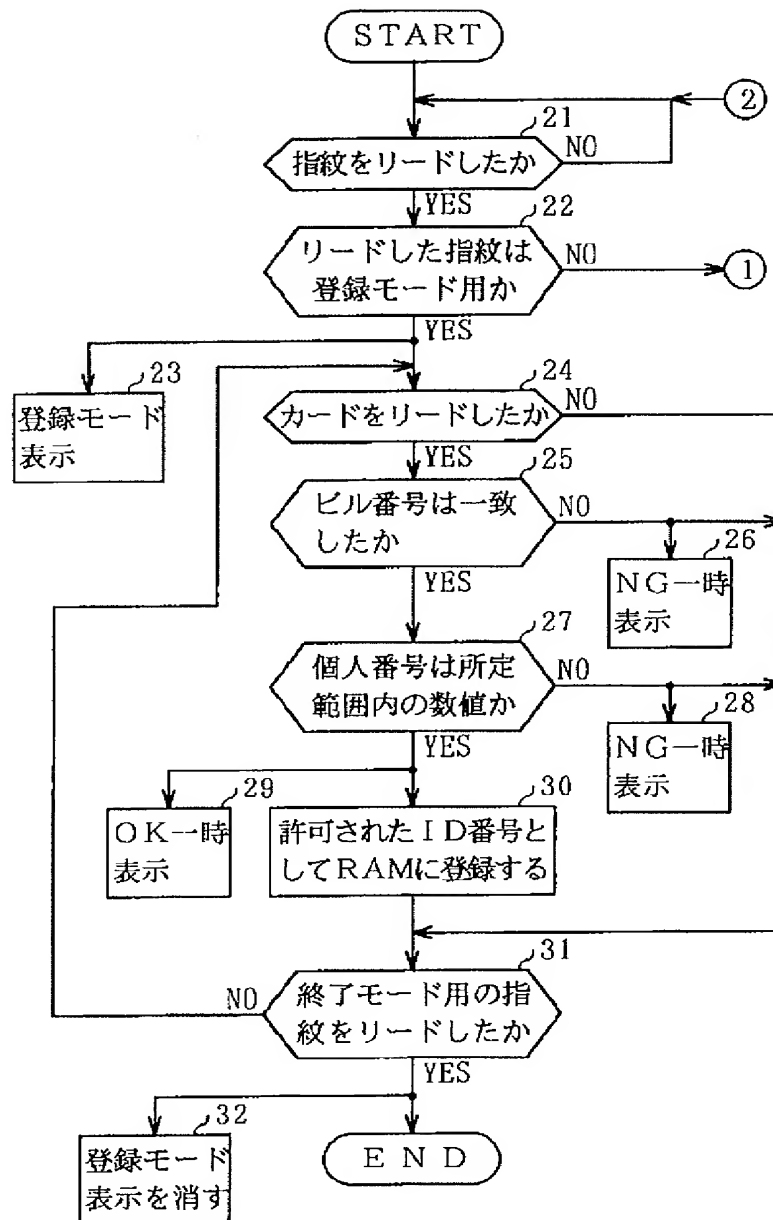 START
②
21
指紋をリードしたか
NO
YES
22
リードした指紋は
登録モード用か
NO
①
YES
23
登録モード
表示
24
カードをリードしたか
NO
YES
25
ビル番号は一致
したか
NO
26
NG一時
表示
YES
27
個人番号は所定
範囲内の数値か
NO
28
NG一時
表示
YES
29
OK一時
表示
30
許可されたID番号と
してRAMに登録する
31
終了モード用の指
紋をリードしたか
NO
YES
32
登録モード
表示を消す
END